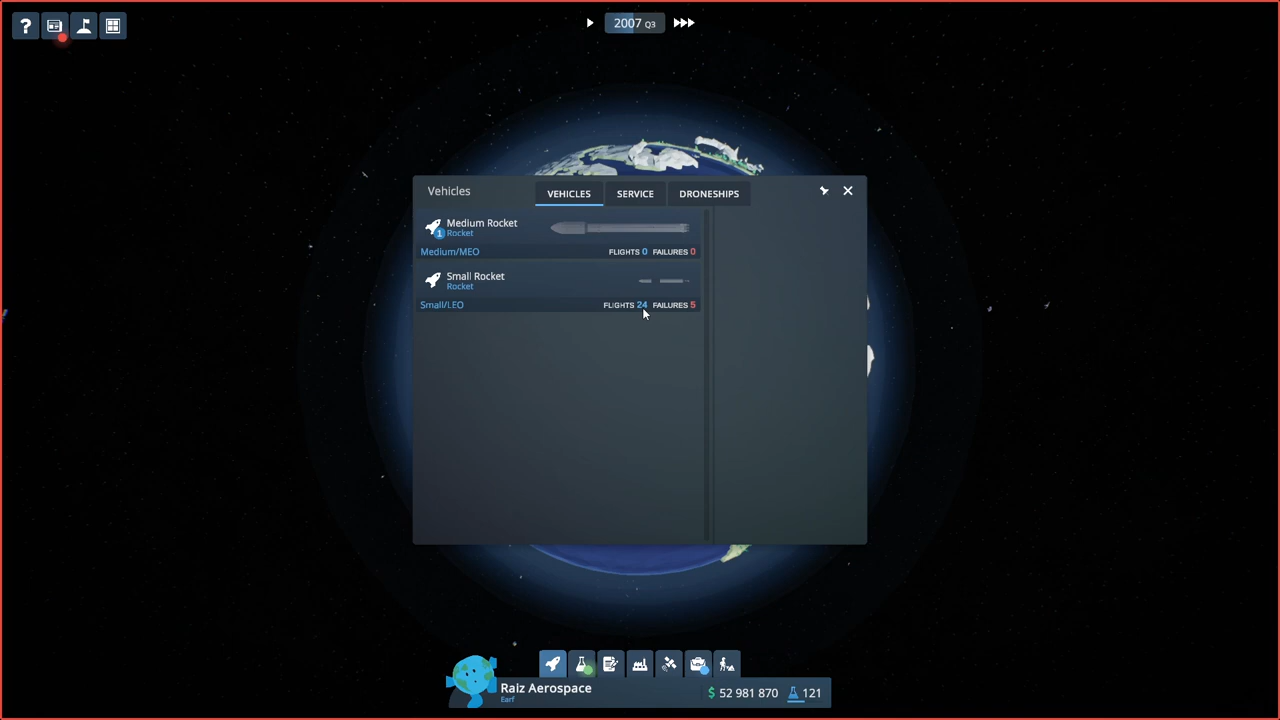 ?
2007 Q3
Vehicles
VEHICLES
SERVICE
DRONESHIPS
Medium Rocket
1
Rocket
Medium/MEO
FLIGHTS 0 FAILURES 0
Small Rocket
Rocket
Small/LEO
FLIGHTS 24 FAILURES 5
Raiz Aerospace
Earf
$ 52 981 870
121